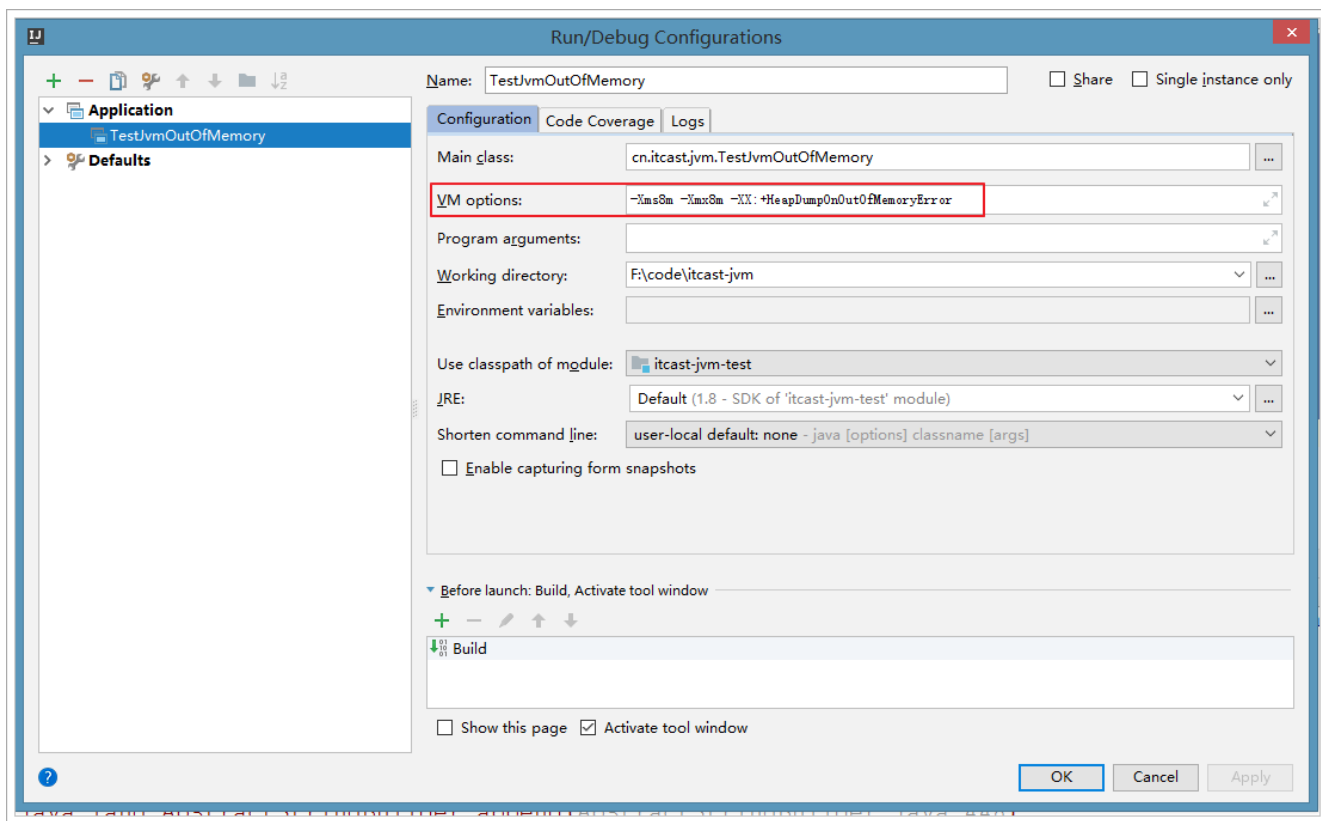 Run/Debug Configurations
Name: TestJvmOutOfMemory Share Single instance only
Application
TestJvmOutOfMemory
Defaults
Configuration Code Coverage Logs
Main class: cn.itcast.jvm.TestJvmOutOfMemory ...
VM options: -Xms8m -Xmx8m -XX:+HeapDumpOnOutOfMemoryError
Program arguments:
Working directory: F:\code\itcast-jvm ...
Environment variables: ...
Use classpath of module: itcast-jvm-test
JRE: Default (1.8 - SDK of 'itcast-jvm-test' module) ...
Shorten command line: user-local default: none - java [options] classname [args]
Enable capturing form snapshots
Before launch: Build, Activate tool window
Build
Show this page Activate tool window
OK Cancel Apply